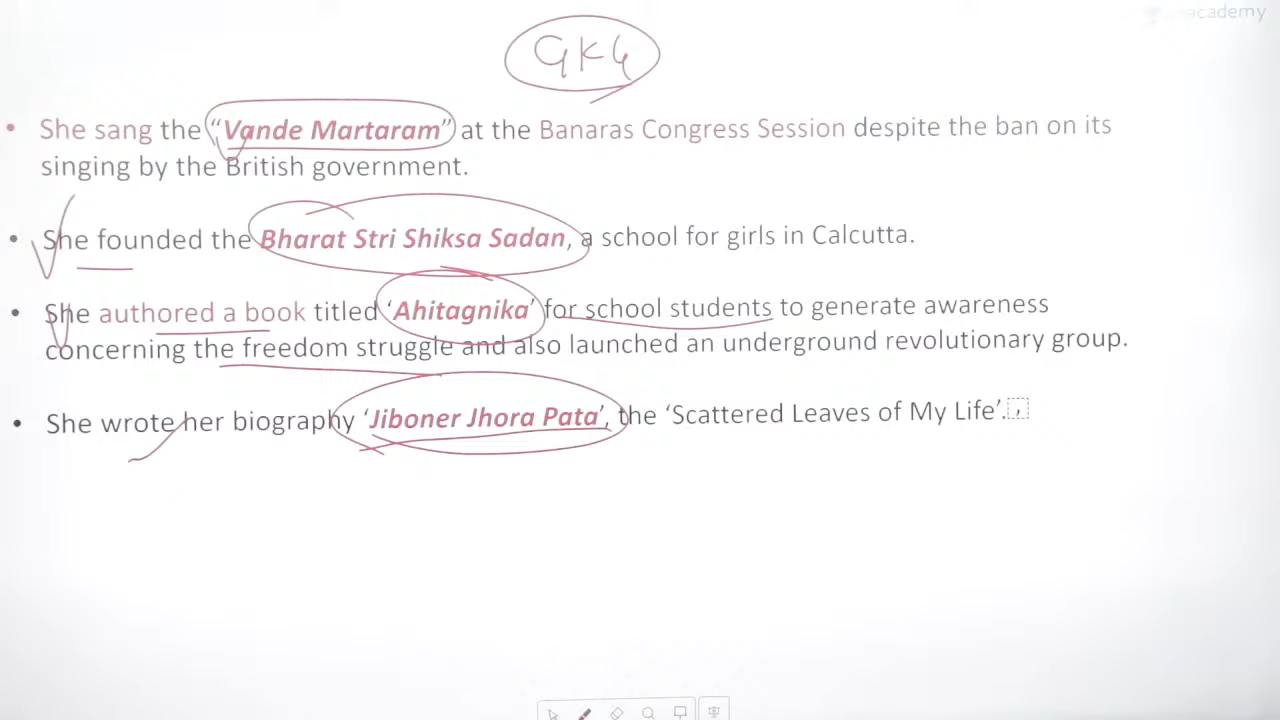 academy
GKG
• She sang the “Vande Martaram” at the Banaras Congress Session despite the ban on its
singing by the British government.
• She founded the Bharat Stri Shiksa Sadan, a school for girls in Calcutta.
• She authored a book titled ‘Ahitagnika’ for school students to generate awareness
concerning the freedom struggle and also launched an underground revolutionary group.
• She wrote her biography ‘Jiboner Jhora Pata’, the ‘Scattered Leaves of My Life’.,